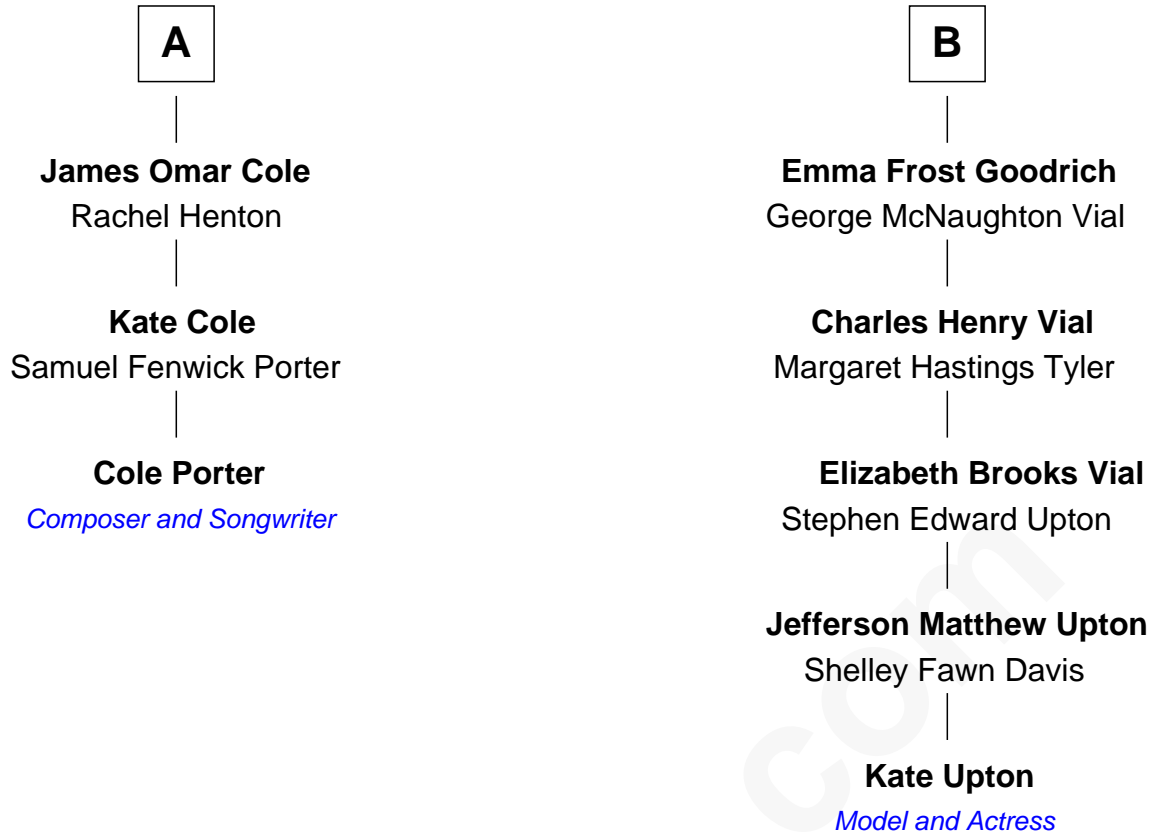 A
James Omar Cole
Rachel Henton
Kate Cole
Samuel Fenwick Porter
Cole Porter
Composer and Songwriter
B
Emma Frost Goodrich
George McNaughton Vial
Charles Henry Vial
Margaret Hastings Tyler
Elizabeth Brooks Vial
Stephen Edward Upton
Jefferson Matthew Upton
Shelley Fawn Davis
Kate Upton
Model and Actress
com